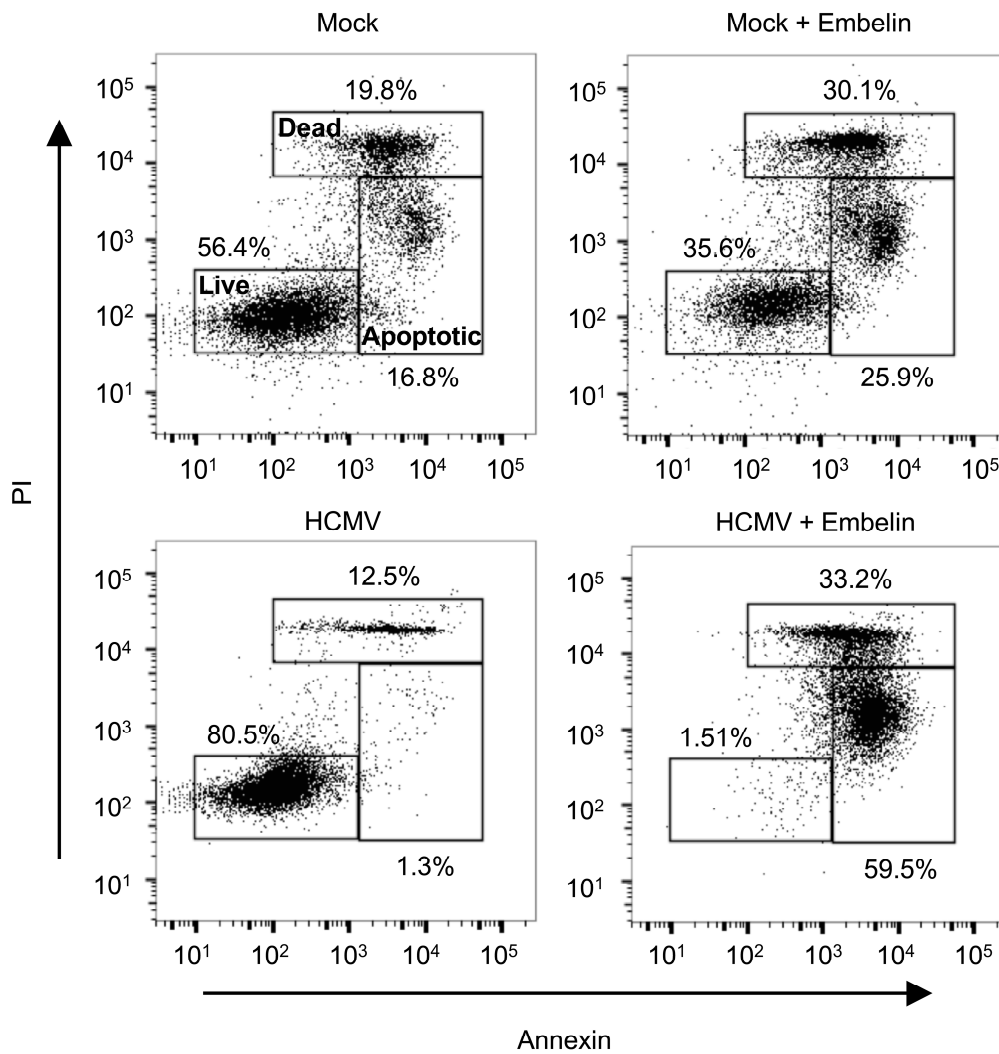 Mock
Mock + Embelin
10⁵
19.8%
Dead
10⁴
10³
56.4%
Live
10²
Apoptotic
16.8%
10¹
10¹ 10² 10³ 10⁴ 10⁵
10⁵
30.1%
10⁴
10³
35.6%
10²
25.9%
10¹
10¹ 10² 10³ 10⁴ 10⁵
PI
HCMV
HCMV + Embelin
10⁵
12.5%
10⁴
10³
80.5%
10²
1.3%
10¹
10¹ 10² 10³ 10⁴ 10⁵
10⁵
33.2%
10⁴
10³
1.51%
10²
59.5%
10¹
10¹ 10² 10³ 10⁴ 10⁵
Annexin